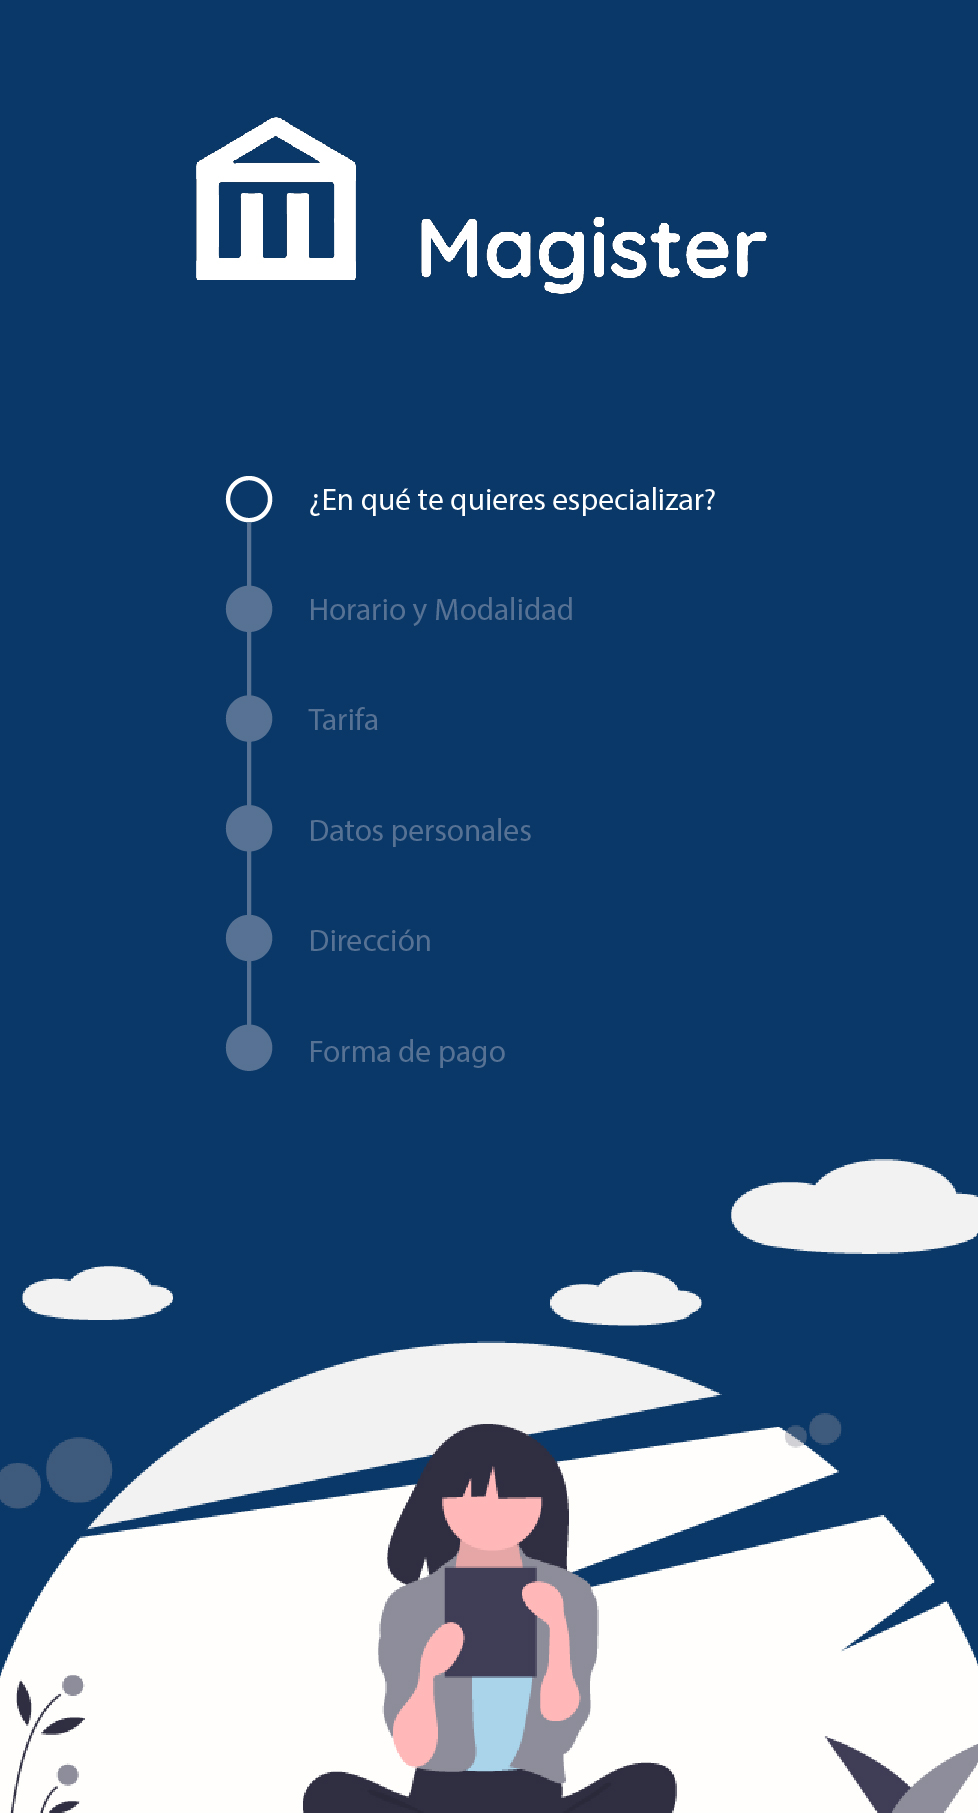 Magister
¿En qué te quieres especializar?
Horario y Modalidad
Tarifa
Datos personales
Dirección
Forma de pago